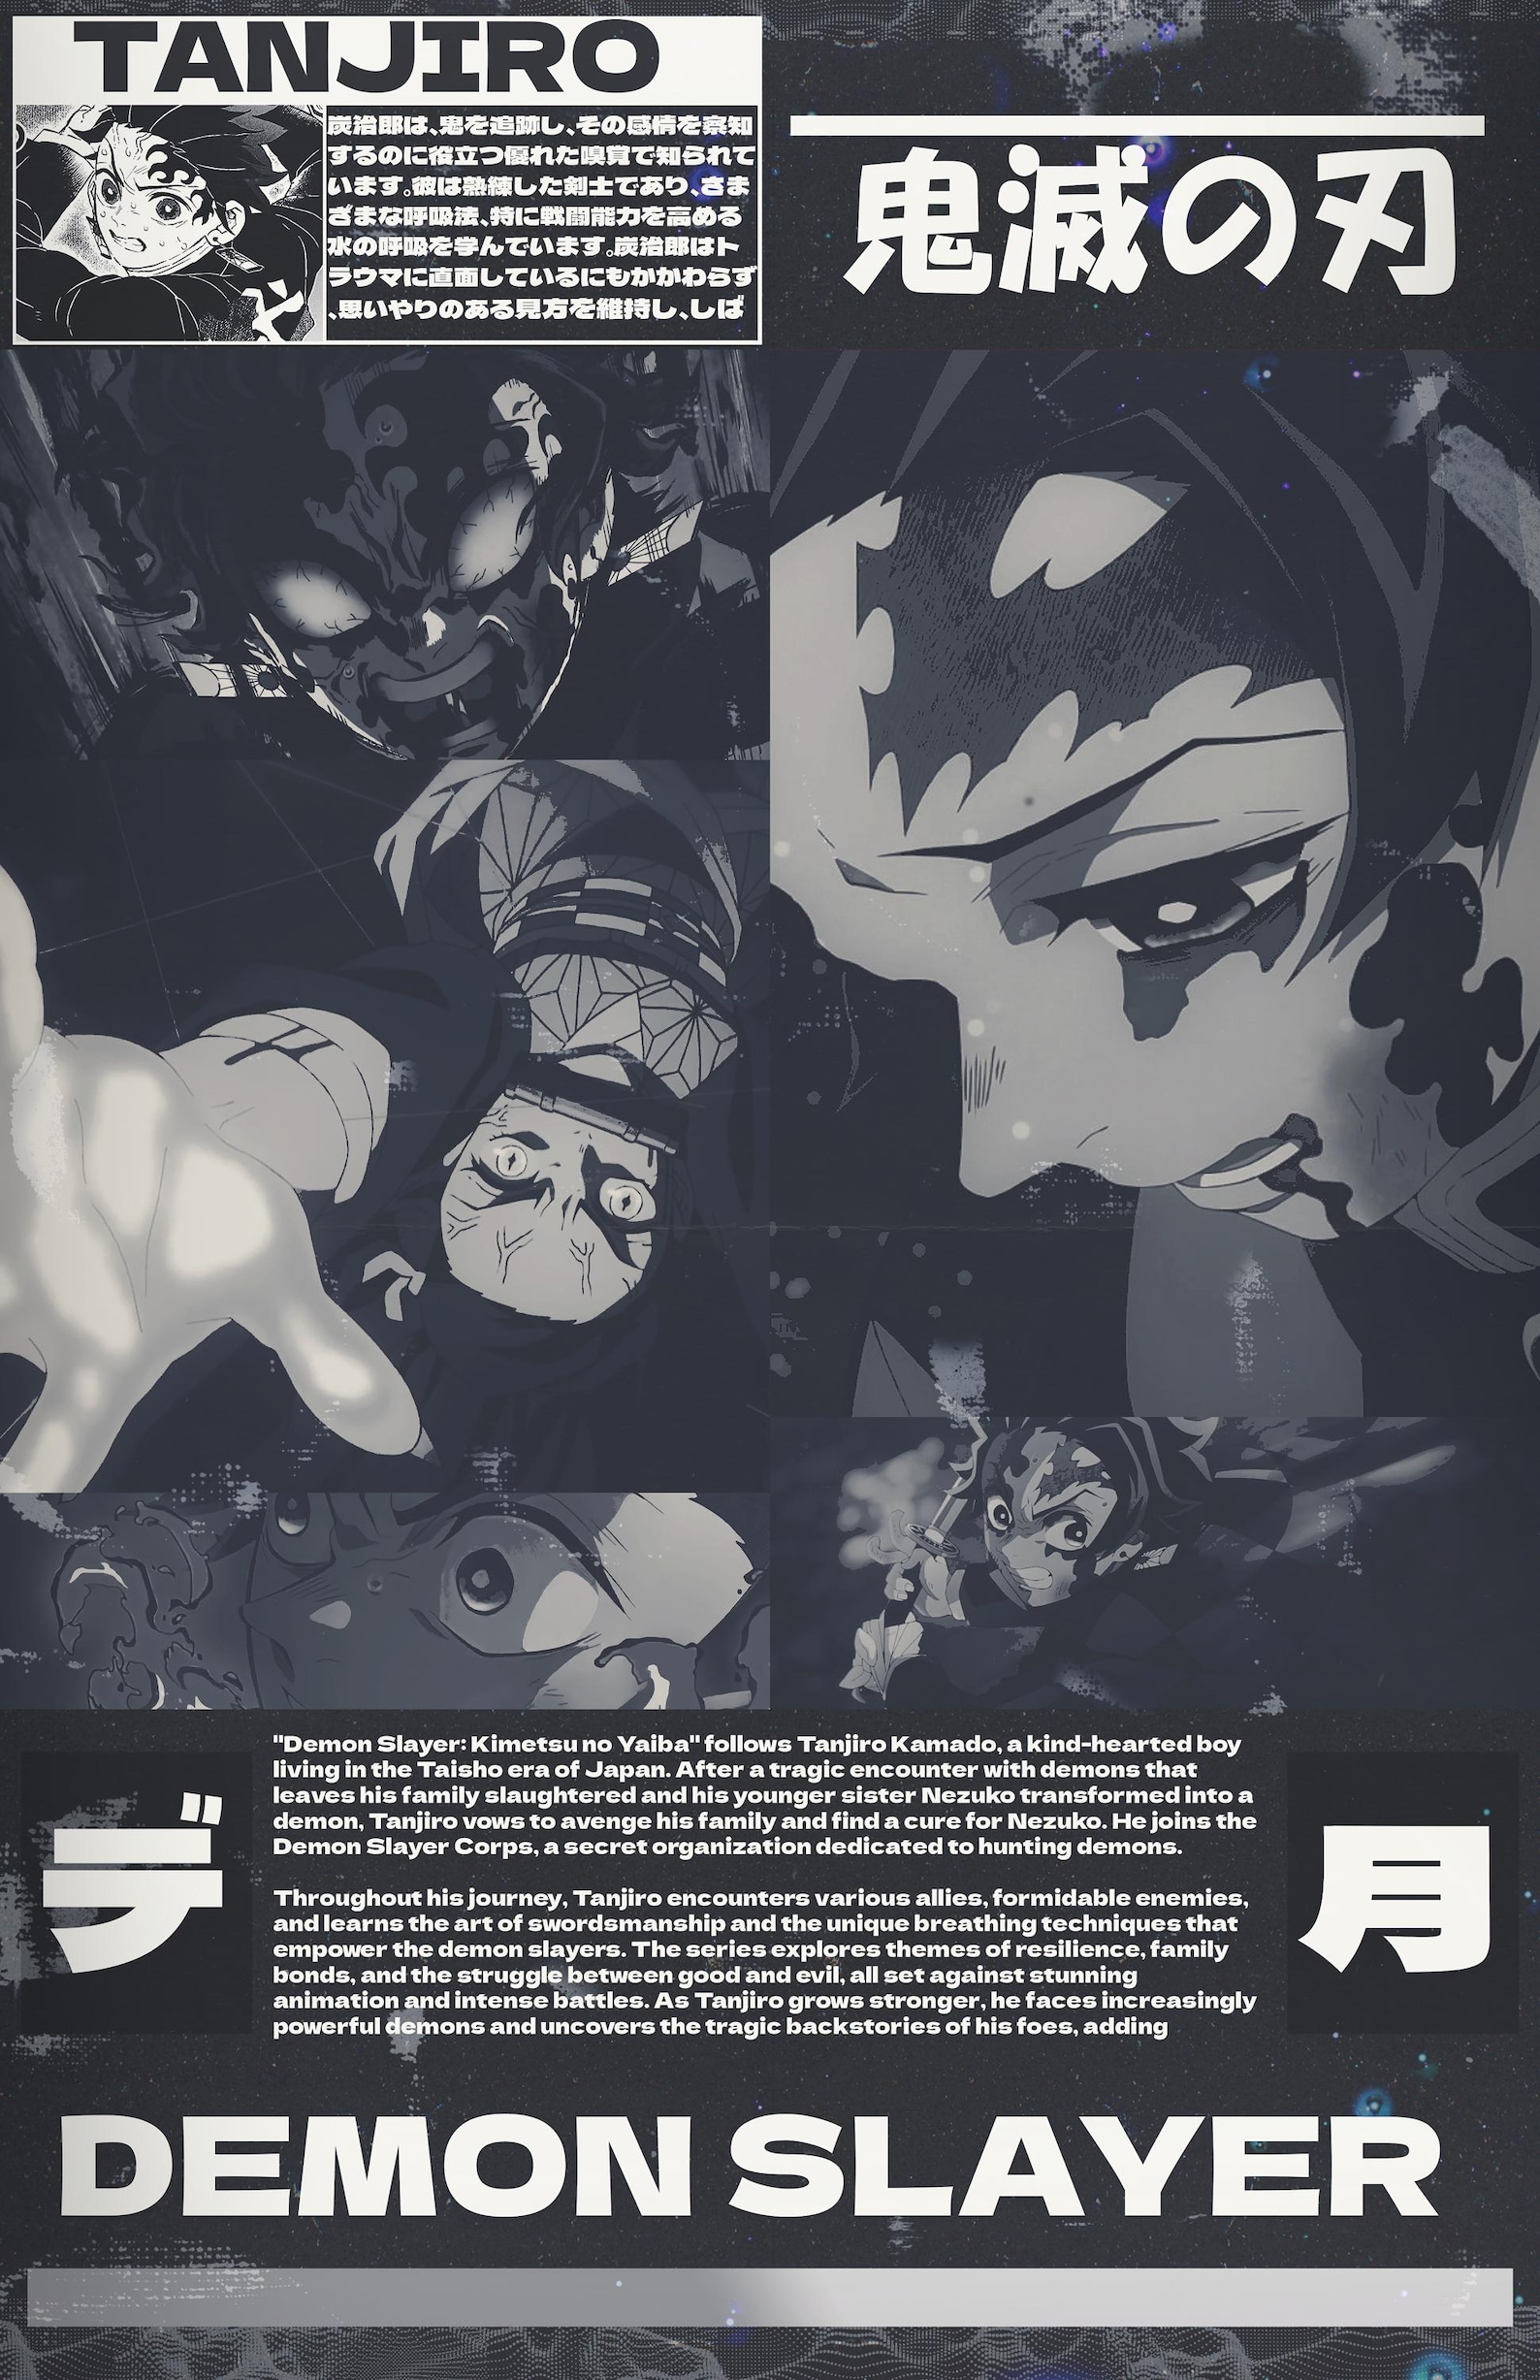 TANJIRO
炭治郎は、鬼を追跡し、その感情を察知
するのに役立つ優れた嗅覚で知られて
います。彼は熟練した剣士であり、さま
ざまな呼吸法、特に戦闘能力を高める
水の呼吸を学んでいます。炭治郎はト
ラウマに直面しているにもかかわらず
、思いやりのある見方を維持し、しば
鬼滅の刃
"Demon Slayer: Kimetsu no Yaiba" follows Tanjiro Kamado, a kind-hearted boy
living in the Taisho era of Japan. After a tragic encounter with demons that
leaves his family slaughtered and his younger sister Nezuko transformed into a
demon, Tanjiro vows to avenge his family and find a cure for Nezuko. He joins the
Demon Slayer Corps, a secret organization dedicated to hunting demons.
Throughout his journey, Tanjiro encounters various allies, formidable enemies,
and learns the art of swordsmanship and the unique breathing techniques that
empower the demon slayers. The series explores themes of resilience, family
bonds, and the struggle between good and evil, all set against stunning
animation and intense battles. As Tanjiro grows stronger, he faces increasingly
powerful demons and uncovers the tragic backstories of his foes, adding
デ
月
DEMON SLAYER